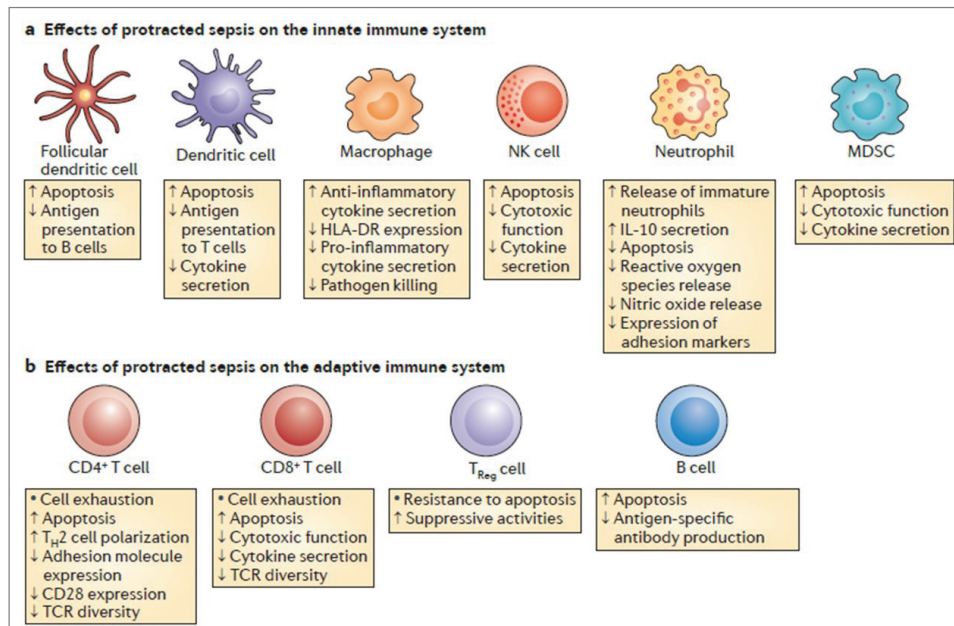 a Effects of protracted sepsis on the innate immune system
Follicular
dendritic cell
↑ Apoptosis
↓ Antigen
presentation
to B cells
Dendritic cell
↑ Apoptosis
↓ Antigen
presentation
to T cells
↓ Cytokine
secretion
Macrophage
↑ Anti-inflammatory
cytokine secretion
↓ HLA-DR expression
↓ Pro-inflammatory
cytokine secretion
↓ Pathogen killing
NK cell
↑ Apoptosis
↓ Cytotoxic
function
↓ Cytokine
secretion
Neutrophil
↑ Release of immature
neutrophils
↑ IL-10 secretion
↓ Apoptosis
↓ Reactive oxygen
species release
↓ Nitric oxide release
↓ Expression of
adhesion markers
MDSC
↑ Apoptosis
↓ Cytotoxic function
↓ Cytokine secretion
b Effects of protracted sepsis on the adaptive immune system
CD4⁺ T cell
• Cell exhaustion
↑ Apoptosis
↑ T_H2 cell polarization
↓ Adhesion molecule
expression
↓ CD28 expression
↓ TCR diversity
CD8⁺ T cell
• Cell exhaustion
↑ Apoptosis
↓ Cytotoxic function
↓ Cytokine secretion
↓ TCR diversity
T_Reg cell
• Resistance to apoptosis
↑ Suppressive activities
B cell
↑ Apoptosis
↓ Antigen-specific
antibody production